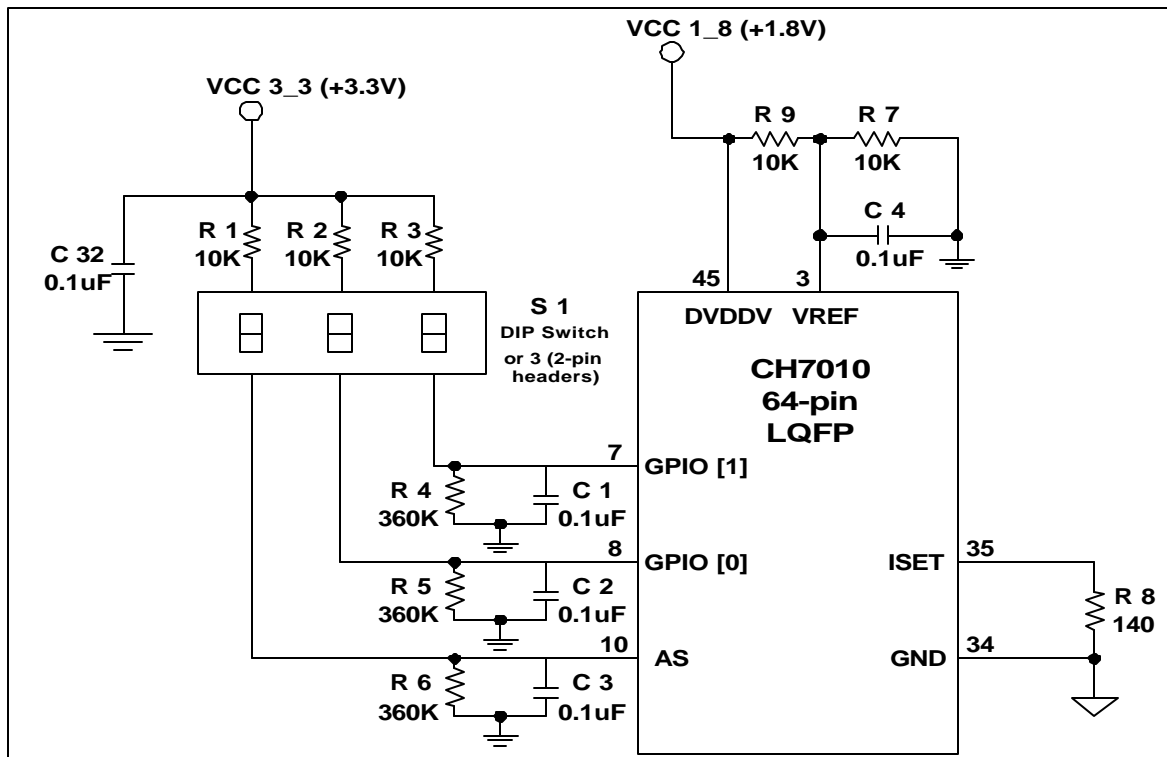 VCC 1_8 (+1.8V)
VCC 3_3 (+3.3V)
R 9
10K
R 7
10K
R 1
10K
R 2
10K
R 3
10K
C 32
0.1uF
C 4
0.1uF
45
3
S 1
DIP Switch
or 3 (2-pin
headers)
DVDDV
VREF
CH7010
64-pin
LQFP
7
GPIO [1]
R 4
360K
C 1
0.1uF
8
GPIO [0]
R 5
360K
C 2
0.1uF
10
AS
R 6
360K
C 3
0.1uF
ISET
35
R 8
140
GND
34